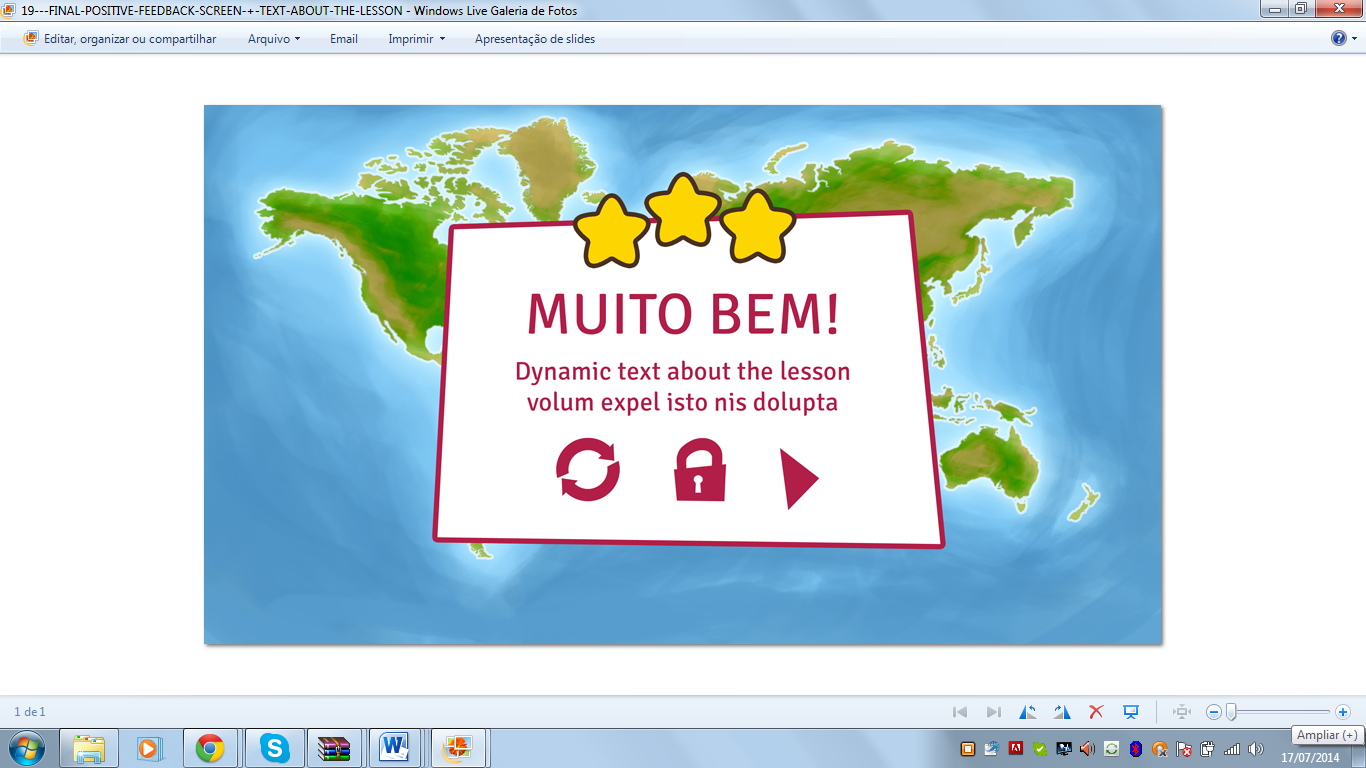 19---FINAL-POSITIVE-FEEDBACK-SCREEN-+-TEXT-ABOUT-THE-LESSON - Windows Live Galeria de Fotos
Editar, organizar ou compartilhar Arquivo Email Imprimir Apresentação de slides
MUITO BEM!
Dynamic text about the lesson
volum expel isto nis dolupta
1 de 1
Ampliar (+)
17/07/2014